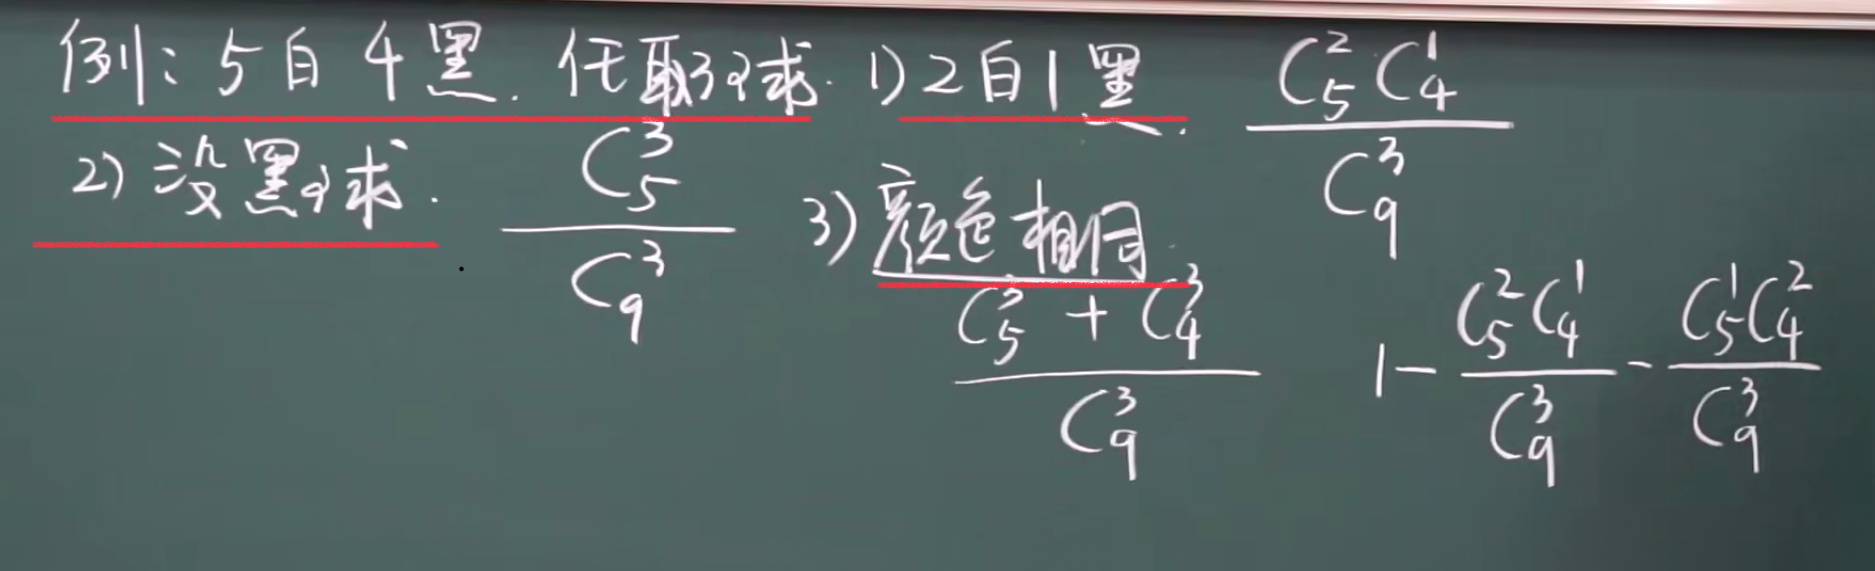 例：5白 4黑. 任取3球. 1) 2白1黑. \frac{C_5^2 C_4^1}{C_9^3}
2) 没黑球. \frac{C_5^3}{C_9^3}
3) 颜色相同. \frac{C_5^3 + C_4^3}{C_9^3} 1 - \frac{C_5^2 C_4^1}{C_9^3} - \frac{C_5^1 C_4^2}{C_9^3}